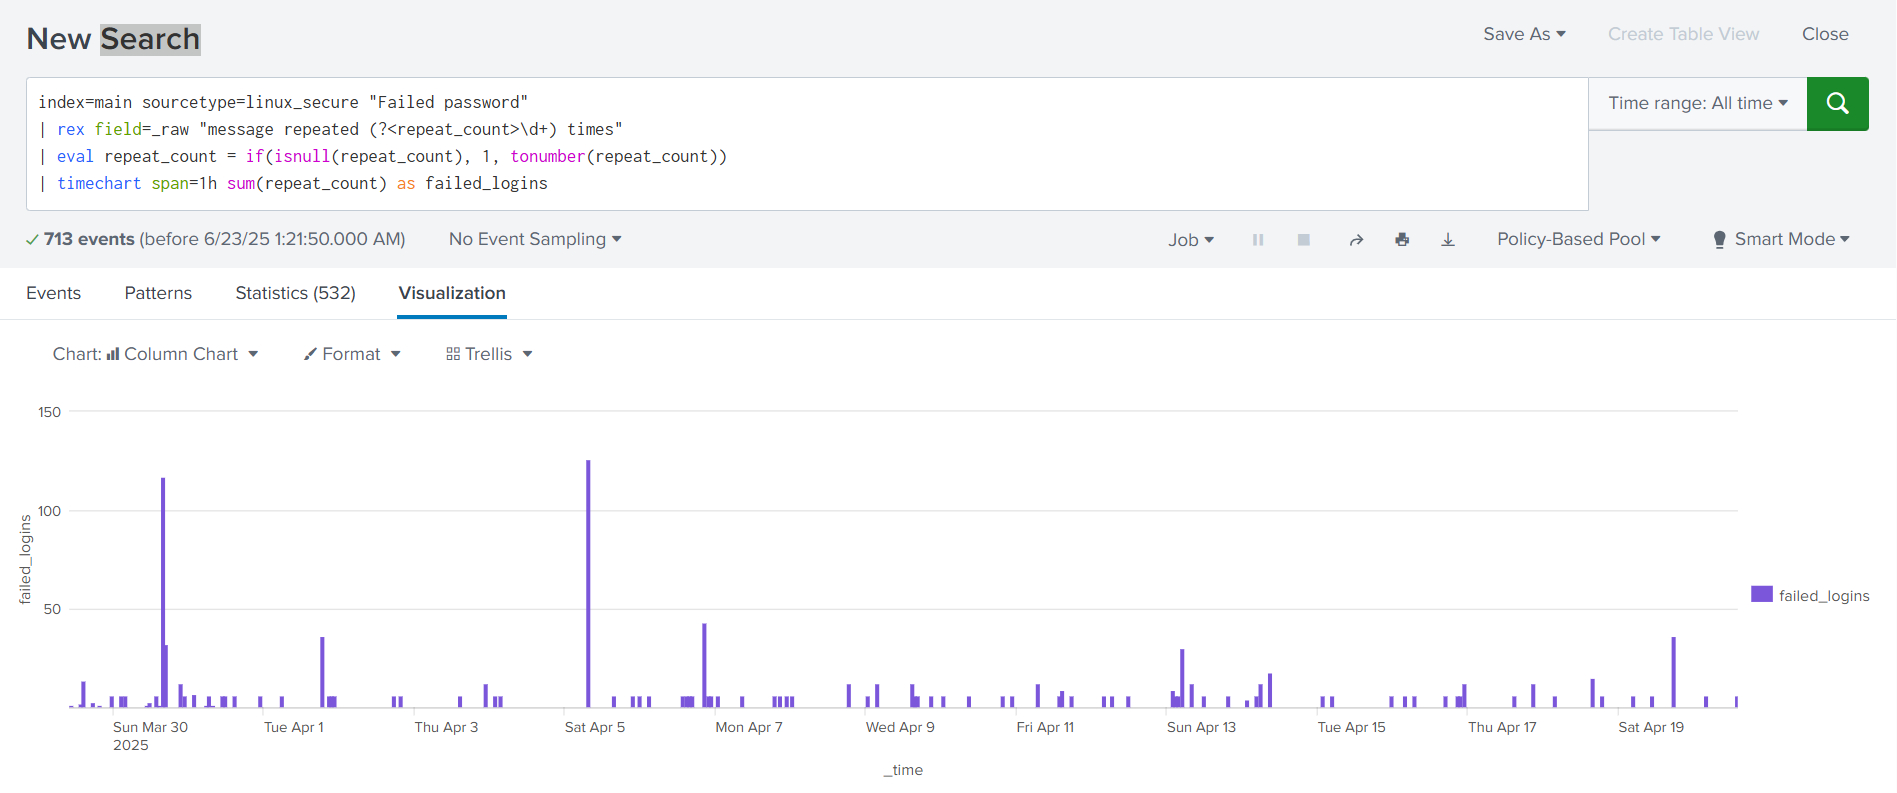 New Search
Save As
Create Table View
Close
index=main sourcetype=linux_secure "Failed password"
| rex field=_raw "message repeated (?<repeat_count>\d+) times"
| eval repeat_count = if(isnull(repeat_count), 1, tonumber(repeat_count))
| timechart span=1h sum(repeat_count) as failed_logins
Time range: All time
713 events (before 6/23/25 1:21:50.000 AM)
No Event Sampling
Job
Policy-Based Pool
Smart Mode
Events
Patterns
Statistics (532)
Visualization
Chart: Column Chart
Format
Trellis
150
100
50
failed_logins
failed_logins
Sun Mar 30
2025
Tue Apr 1
Thu Apr 3
Sat Apr 5
Mon Apr 7
Wed Apr 9
Fri Apr 11
Sun Apr 13
Tue Apr 15
Thu Apr 17
Sat Apr 19
_time